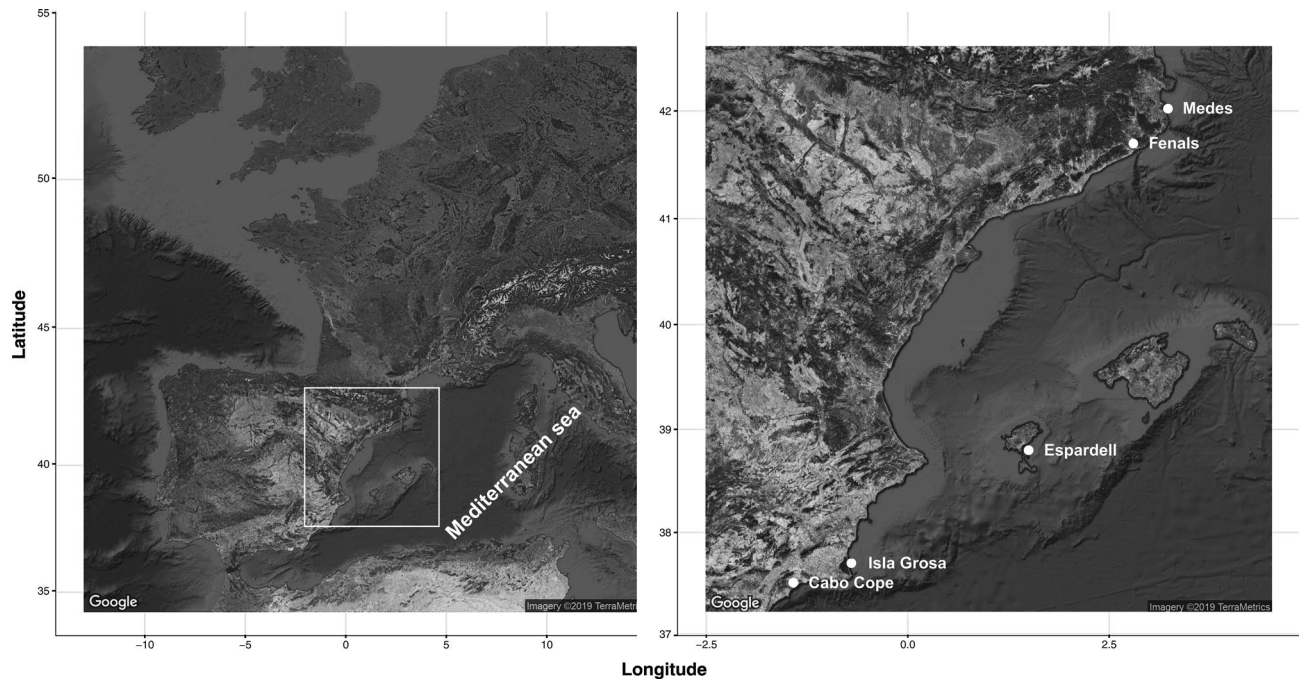 Latitude
55
50
45
40
35
−10
−5
0
5
10
Mediterranean sea
Google
Imagery ©2019 TerraMetrics
42
41
40
39
38
37
−2.5
0.0
2.5
Medes
Fenals
Espardell
Isla Grosa
Cabo Cope
Google
Imagery ©2019 TerraMetrics
Longitude